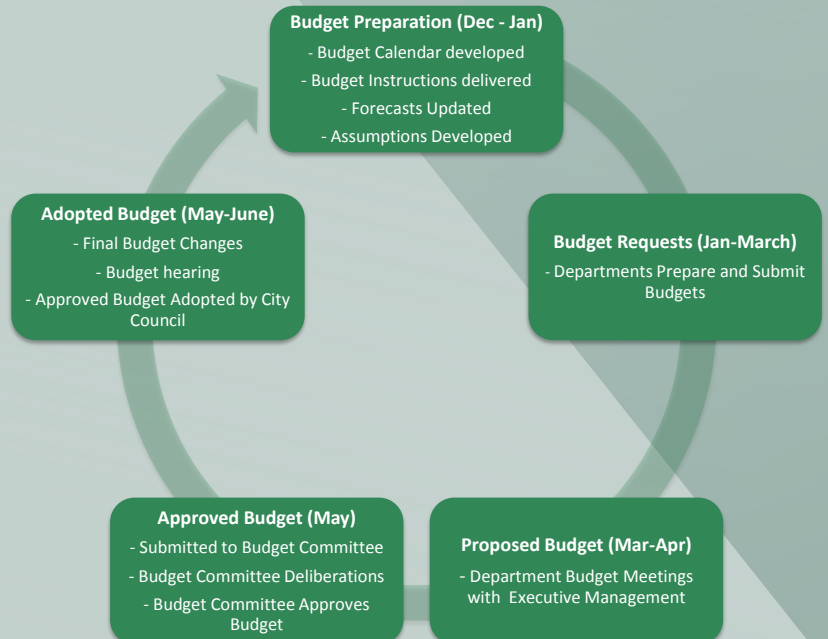 Budget Preparation (Dec - Jan)
- Budget Calendar developed
- Budget Instructions delivered
- Forecasts Updated
- Assumptions Developed
Budget Requests (Jan-March)
- Departments Prepare and Submit
Budgets
Proposed Budget (Mar-Apr)
- Department Budget Meetings
with Executive Management
Approved Budget (May)
- Submitted to Budget Committee
- Budget Committee Deliberations
- Budget Committee Approves
Budget
Adopted Budget (May-June)
- Final Budget Changes
- Budget hearing
- Approved Budget Adopted by City
Council